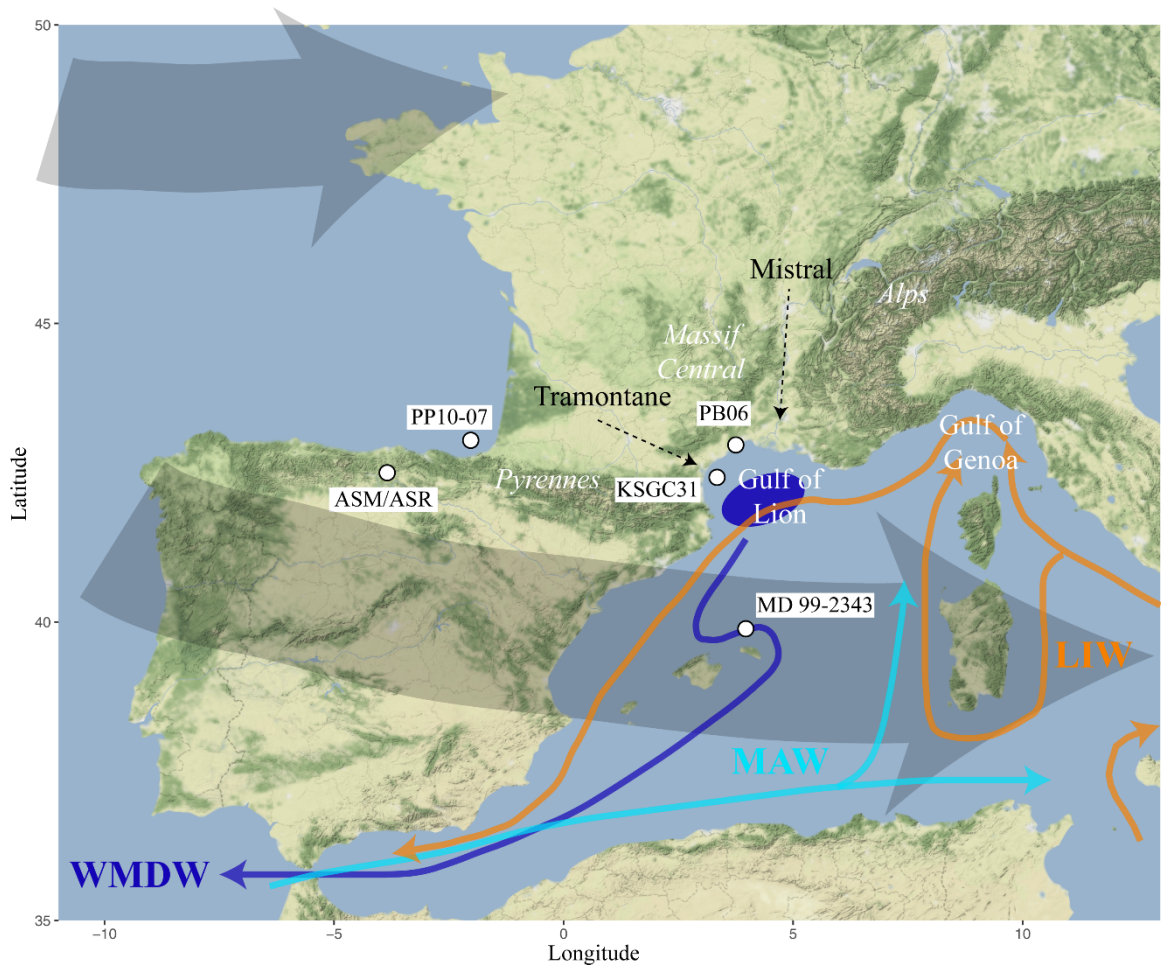 50
Mistral
Alps
45
Massif
Central
Tramontane
PP10-07
PB06
Gulf of
Genoa
Pyrennes
KSGC31
Gulf of
Lion
ASM/ASR
Latitude
MD 99-2343
40
LIW
MAW
WMDW
35
−10
−5
0
5
10
Longitude